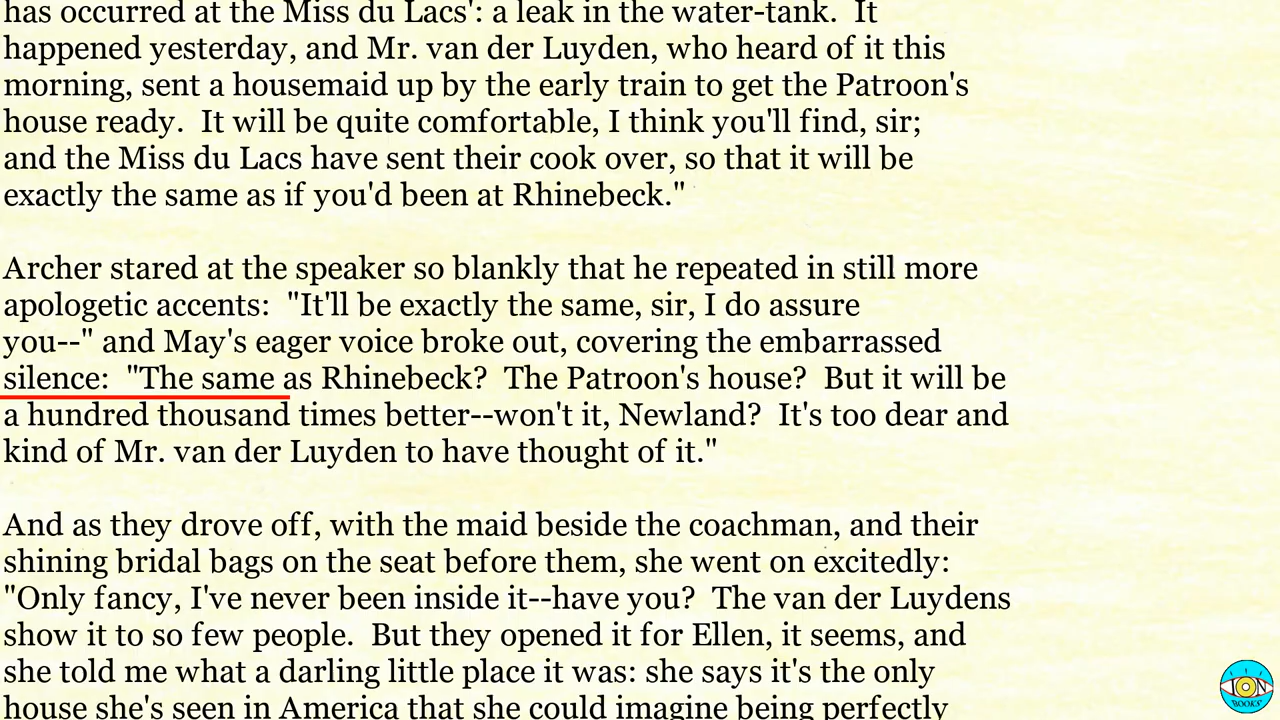 has occurred at the Miss du Lacs': a leak in the water-tank.  It
happened yesterday, and Mr. van der Luyden, who heard of it this
morning, sent a housemaid up by the early train to get the Patroon's
house ready.  It will be quite comfortable, I think you'll find, sir;
and the Miss du Lacs have sent their cook over, so that it will be
exactly the same as if you'd been at Rhinebeck."
Archer stared at the speaker so blankly that he repeated in still more
apologetic accents:  "It'll be exactly the same, sir, I do assure
you--" and May's eager voice broke out, covering the embarrassed
silence:  "The same as Rhinebeck?  The Patroon's house?  But it will be
a hundred thousand times better--won't it, Newland?  It's too dear and
kind of Mr. van der Luyden to have thought of it."
And as they drove off, with the maid beside the coachman, and their
shining bridal bags on the seat before them, she went on excitedly:
"Only fancy, I've never been inside it--have you?  The van der Luydens
show it to so few people.  But they opened it for Ellen, it seems, and
she told me what a darling little place it was: she says it's the only
house she's seen in America that she could imagine being perfectly
ION
BOOKS